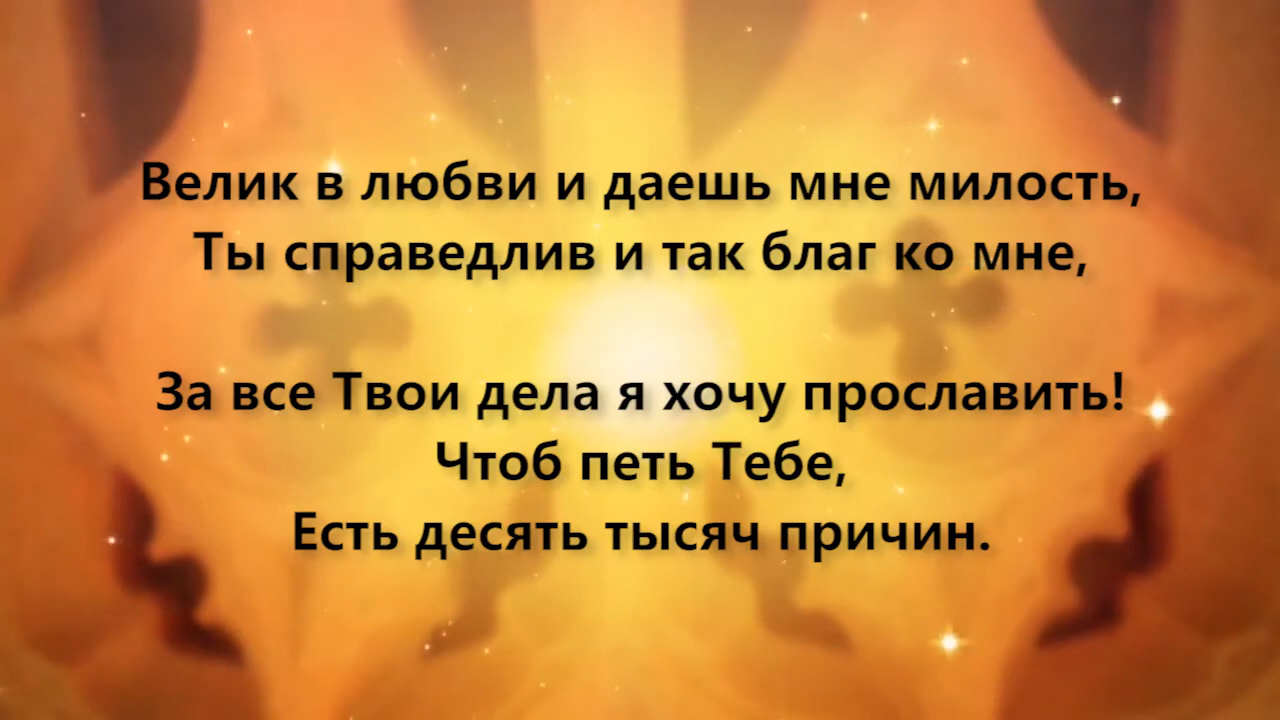 Велик в любви и даешь мне милость,
Ты справедлив и так благ ко мне,
За все Твои дела я хочу прославить!
Чтоб петь Тебе,
Есть десять тысяч причин.